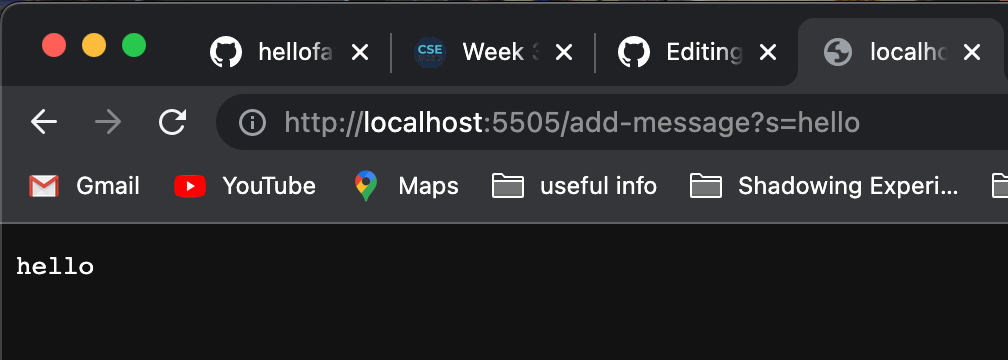 hellofa
CSE Week 3
Editing
localho
http://localhost:5505/add-message?s=hello
Gmail YouTube Maps useful info Shadowing Experi...
hello